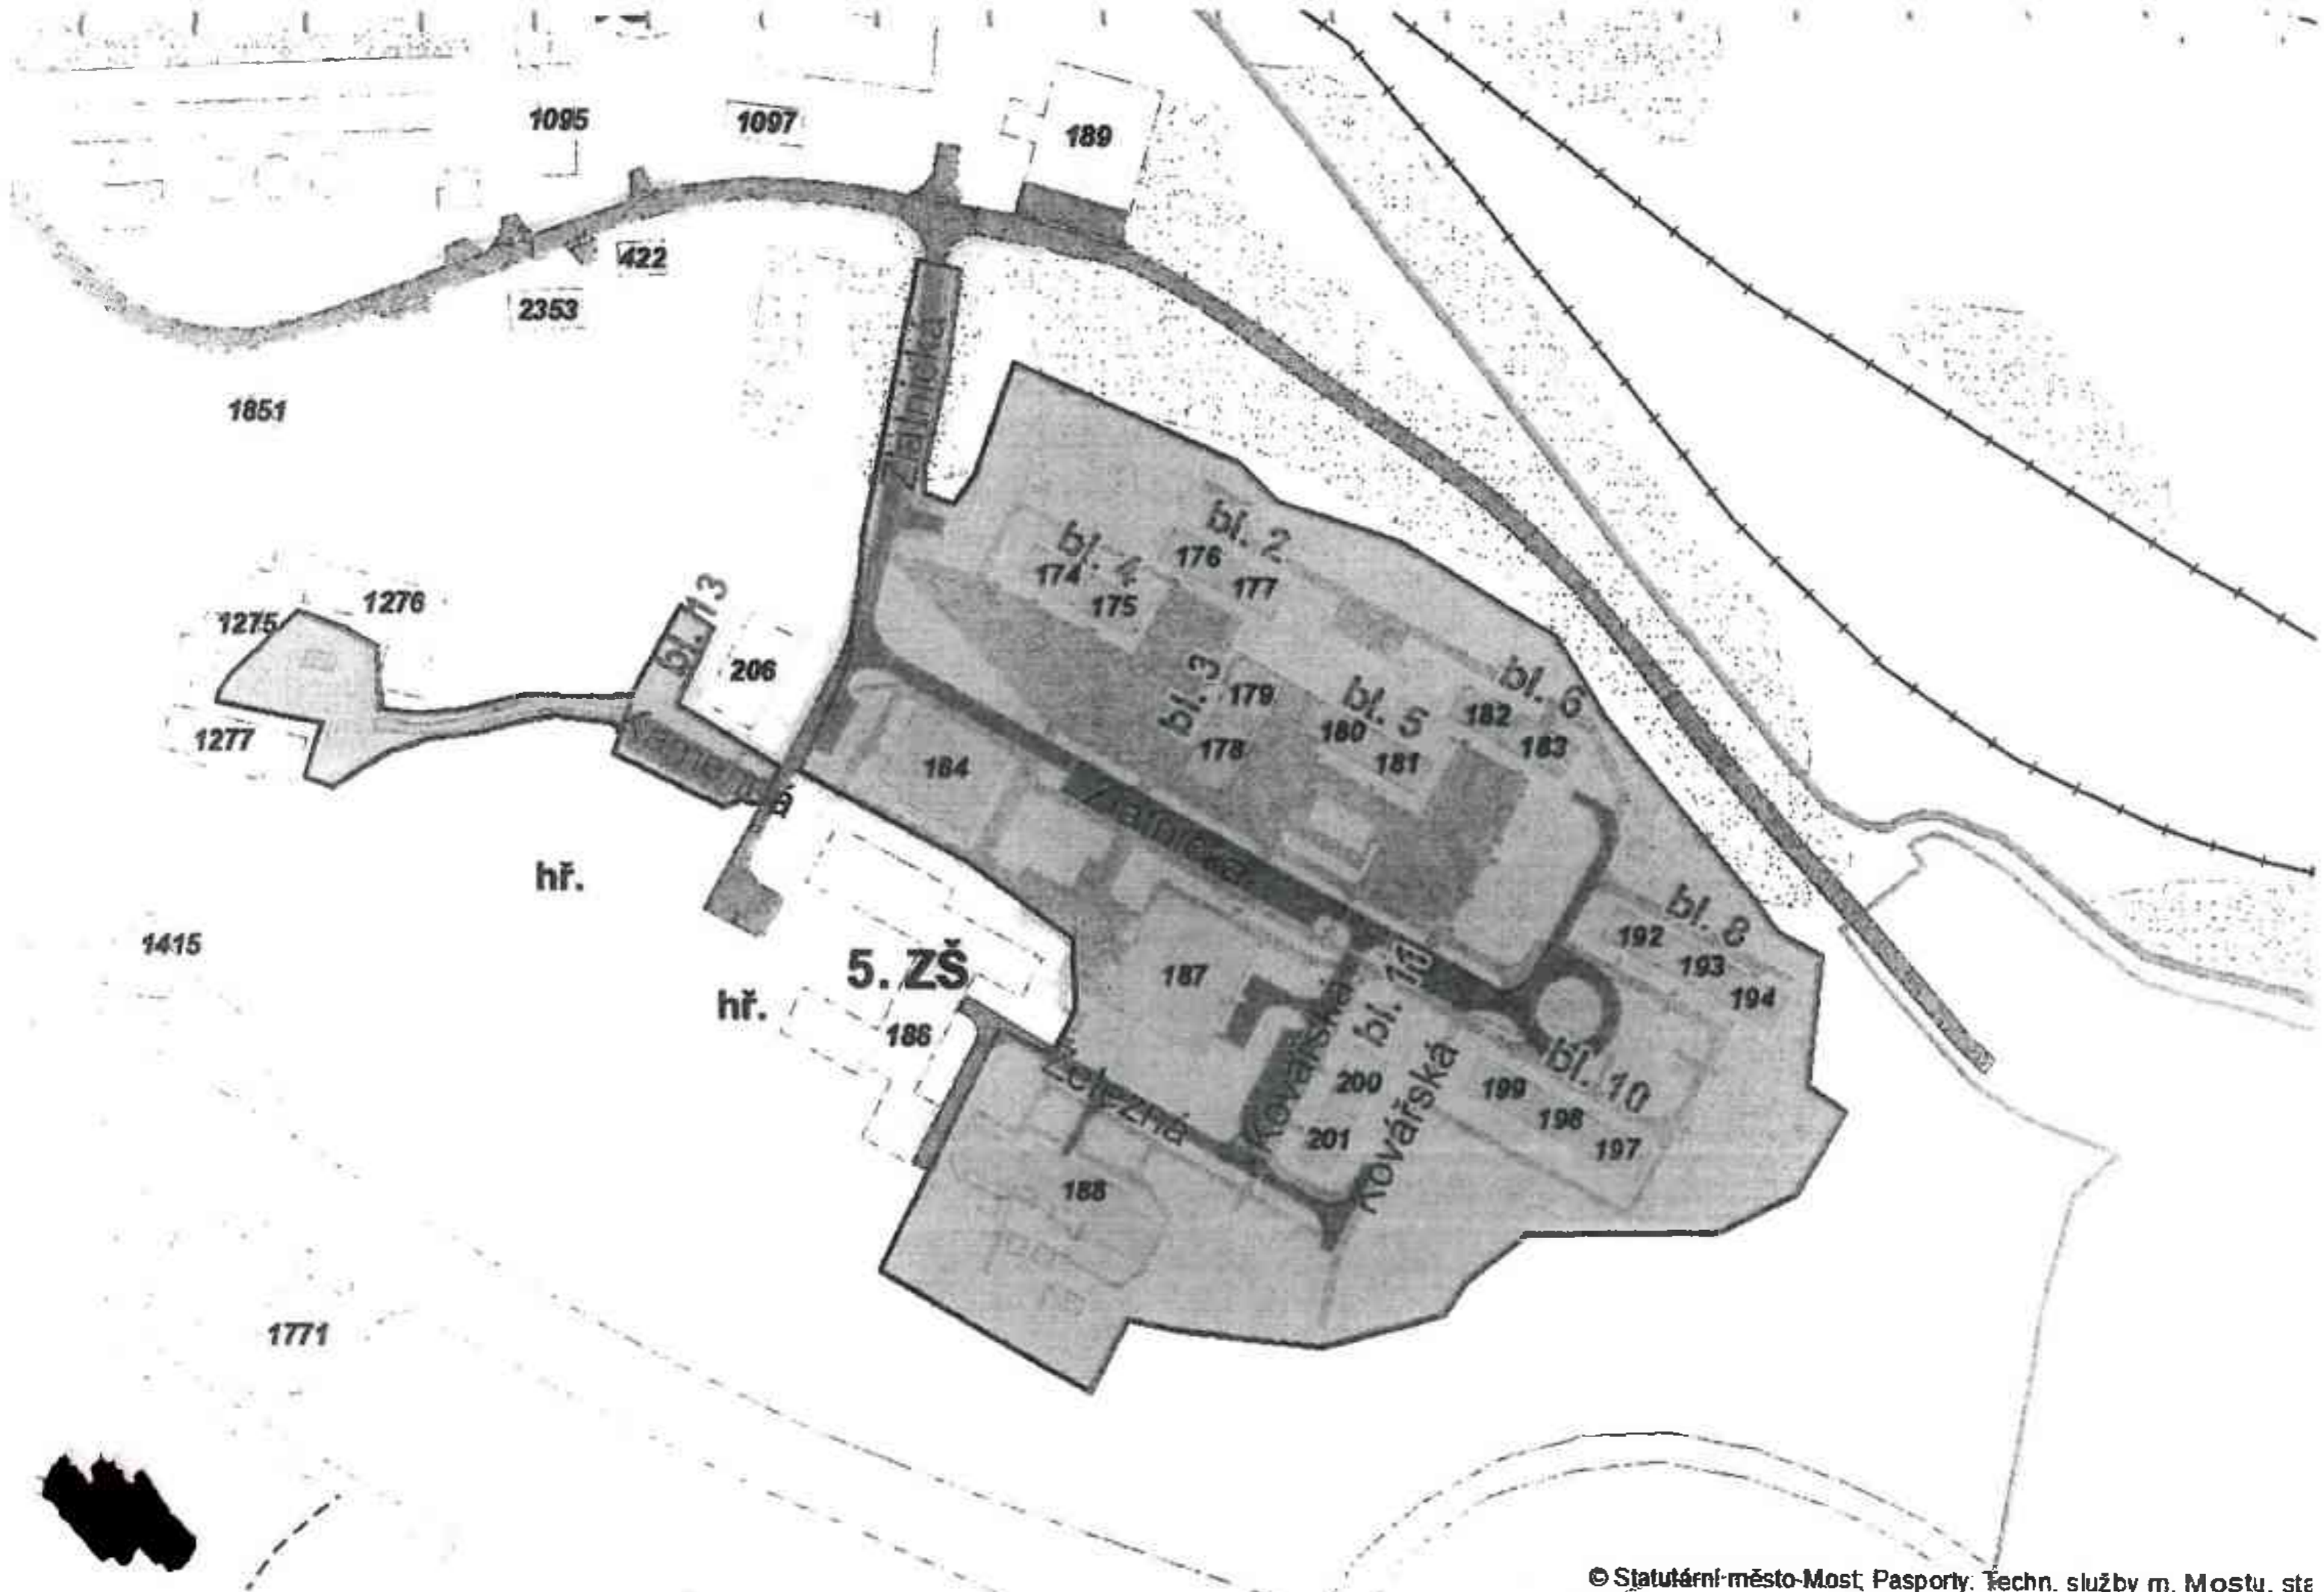 1095
1097
189
422
2353
1851
bl. 2
bl. 4
176
174
177
175
1276
1275
bl. 13
206
bl. 3
179
bl. 5
bl. 6
182
180
183
1277
178
181
184
Zlatnická
hř.
bl. 8
192
1415
5. ZŠ
187
bl. 11
193
194
hř.
186
Kovářská
bl. 10
Železná
200
Kovářská
199
198
201
197
188
1771
© Statutární město Most; Pasporty: Techn. služby m. Mostu, sta